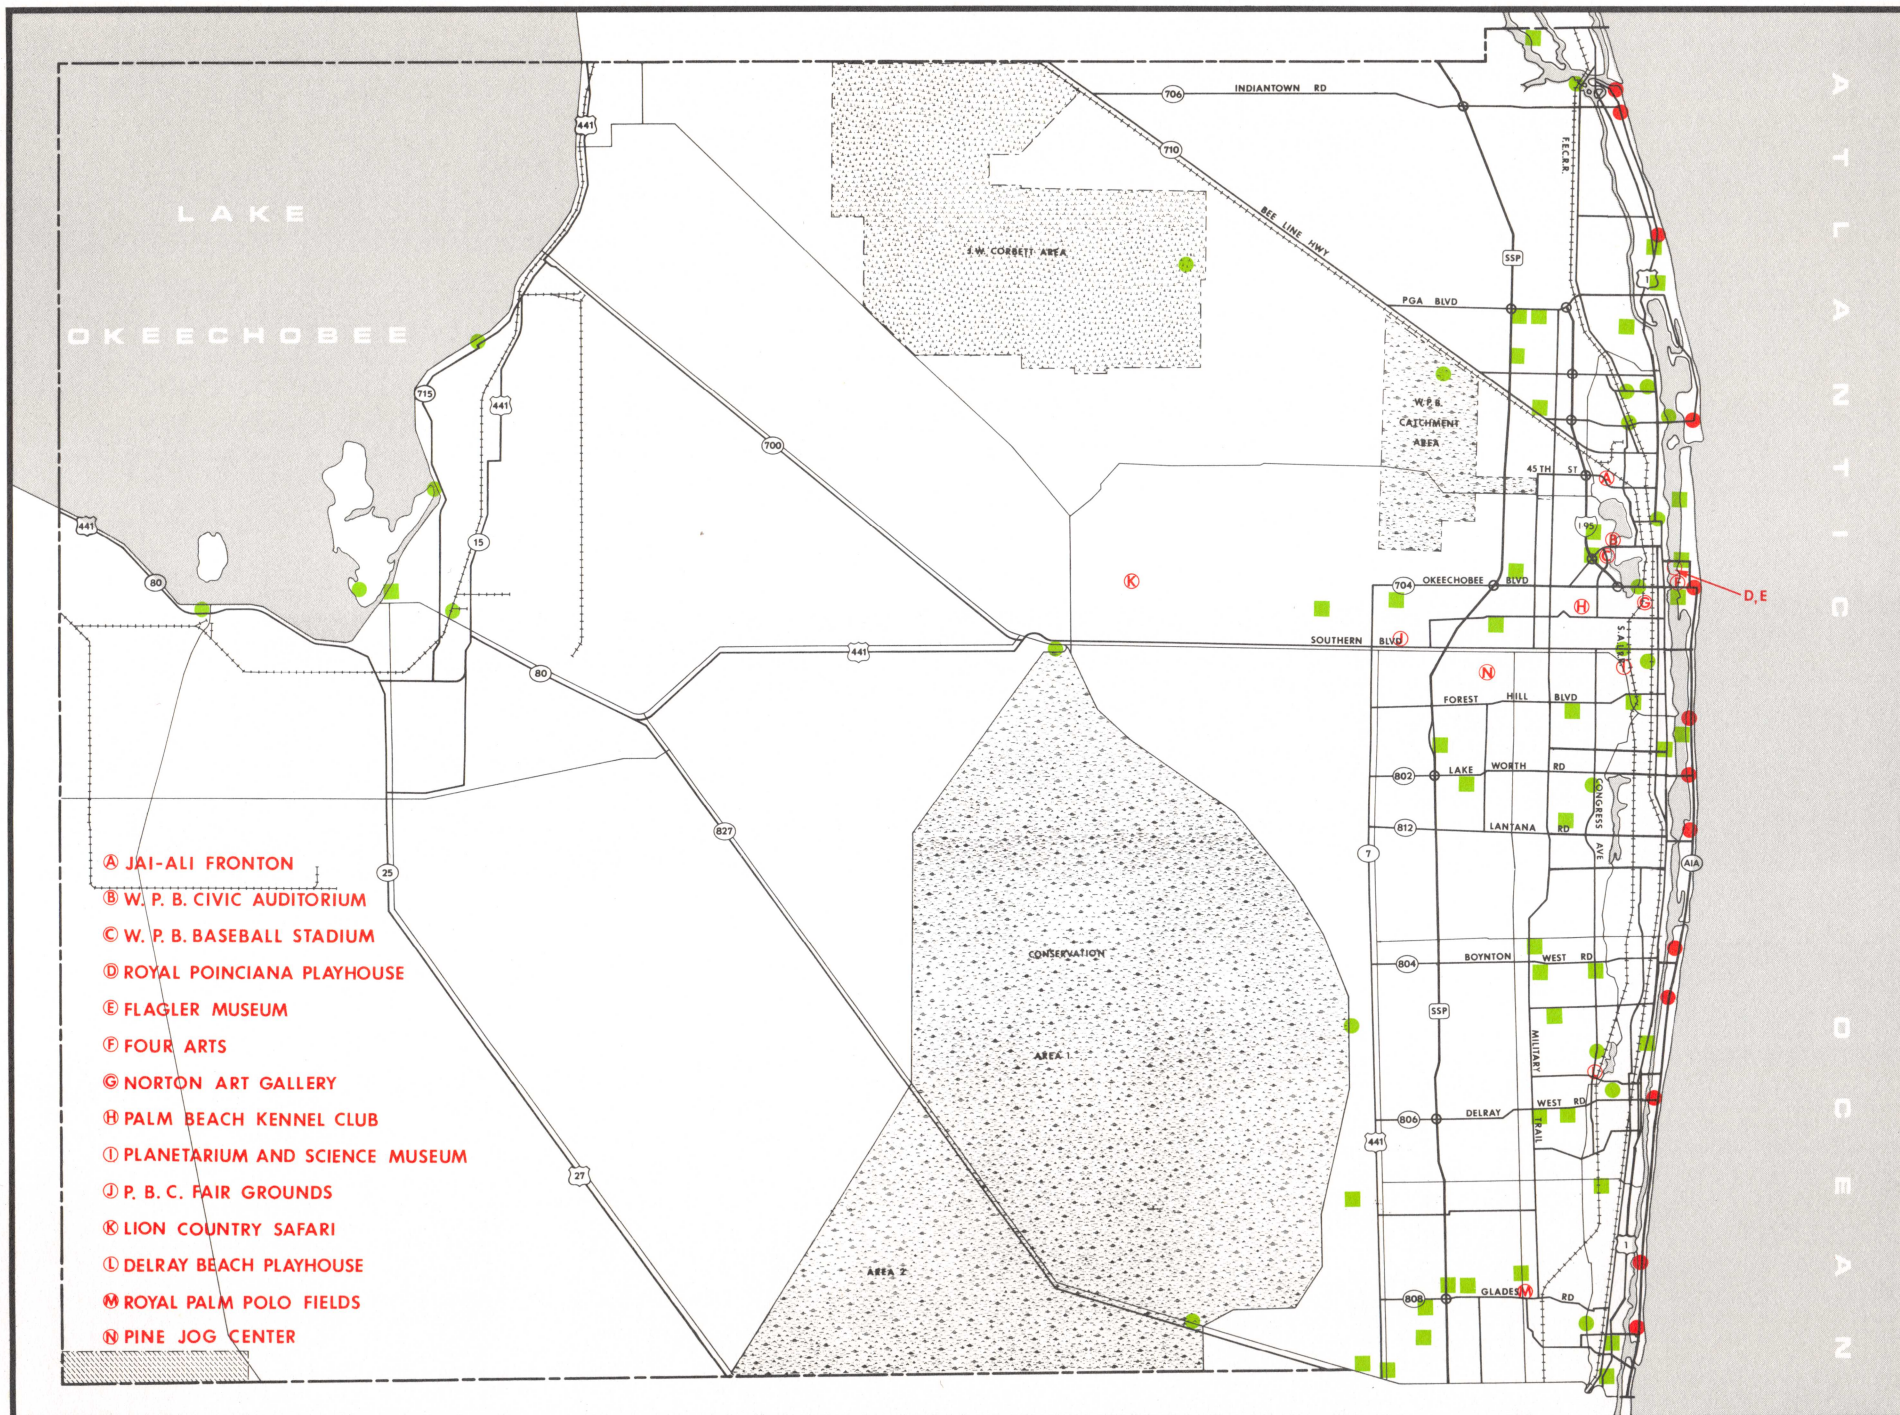 LAKE
OKEECHOBEE
ATLANTIC
OCEAN
441
706
INDIANTOWN RD
710
F.E.C.R.R.
BEE LINE HWY
J.W. CORBETT AREA
SSP
1
PGA BLVD
715
441
700
W.P.B.
CATCHMENT
AREA
45TH ST
A
441
15
I 95
B
C
80
K
704
OKEECHOBEE BLVD
D, E
H
G
SOUTHERN BLVD
J
S.A.L.R.R.
441
80
N
I
FOREST HILL BLVD
802
LAKE WORTH RD
CONGRESS AVE
827
812
LANTANA RD
7
A1A
25
CONSERVATION
804
BOYNTON WEST RD
SSP
AREA 1
MILITARY TRAIL
L
806
DELRAY WEST RD
441
27
1
AREA 2
808
GLADES RD
M
A JAI-ALI FRONTON
B W. P. B. CIVIC AUDITORIUM
C W. P. B. BASEBALL STADIUM
D ROYAL POINCIANA PLAYHOUSE
E FLAGLER MUSEUM
F FOUR ARTS
G NORTON ART GALLERY
H PALM BEACH KENNEL CLUB
I PLANETARIUM AND SCIENCE MUSEUM
J P. B. C. FAIR GROUNDS
K LION COUNTRY SAFARI
L DELRAY BEACH PLAYHOUSE
M ROYAL PALM POLO FIELDS
N PINE JOG CENTER